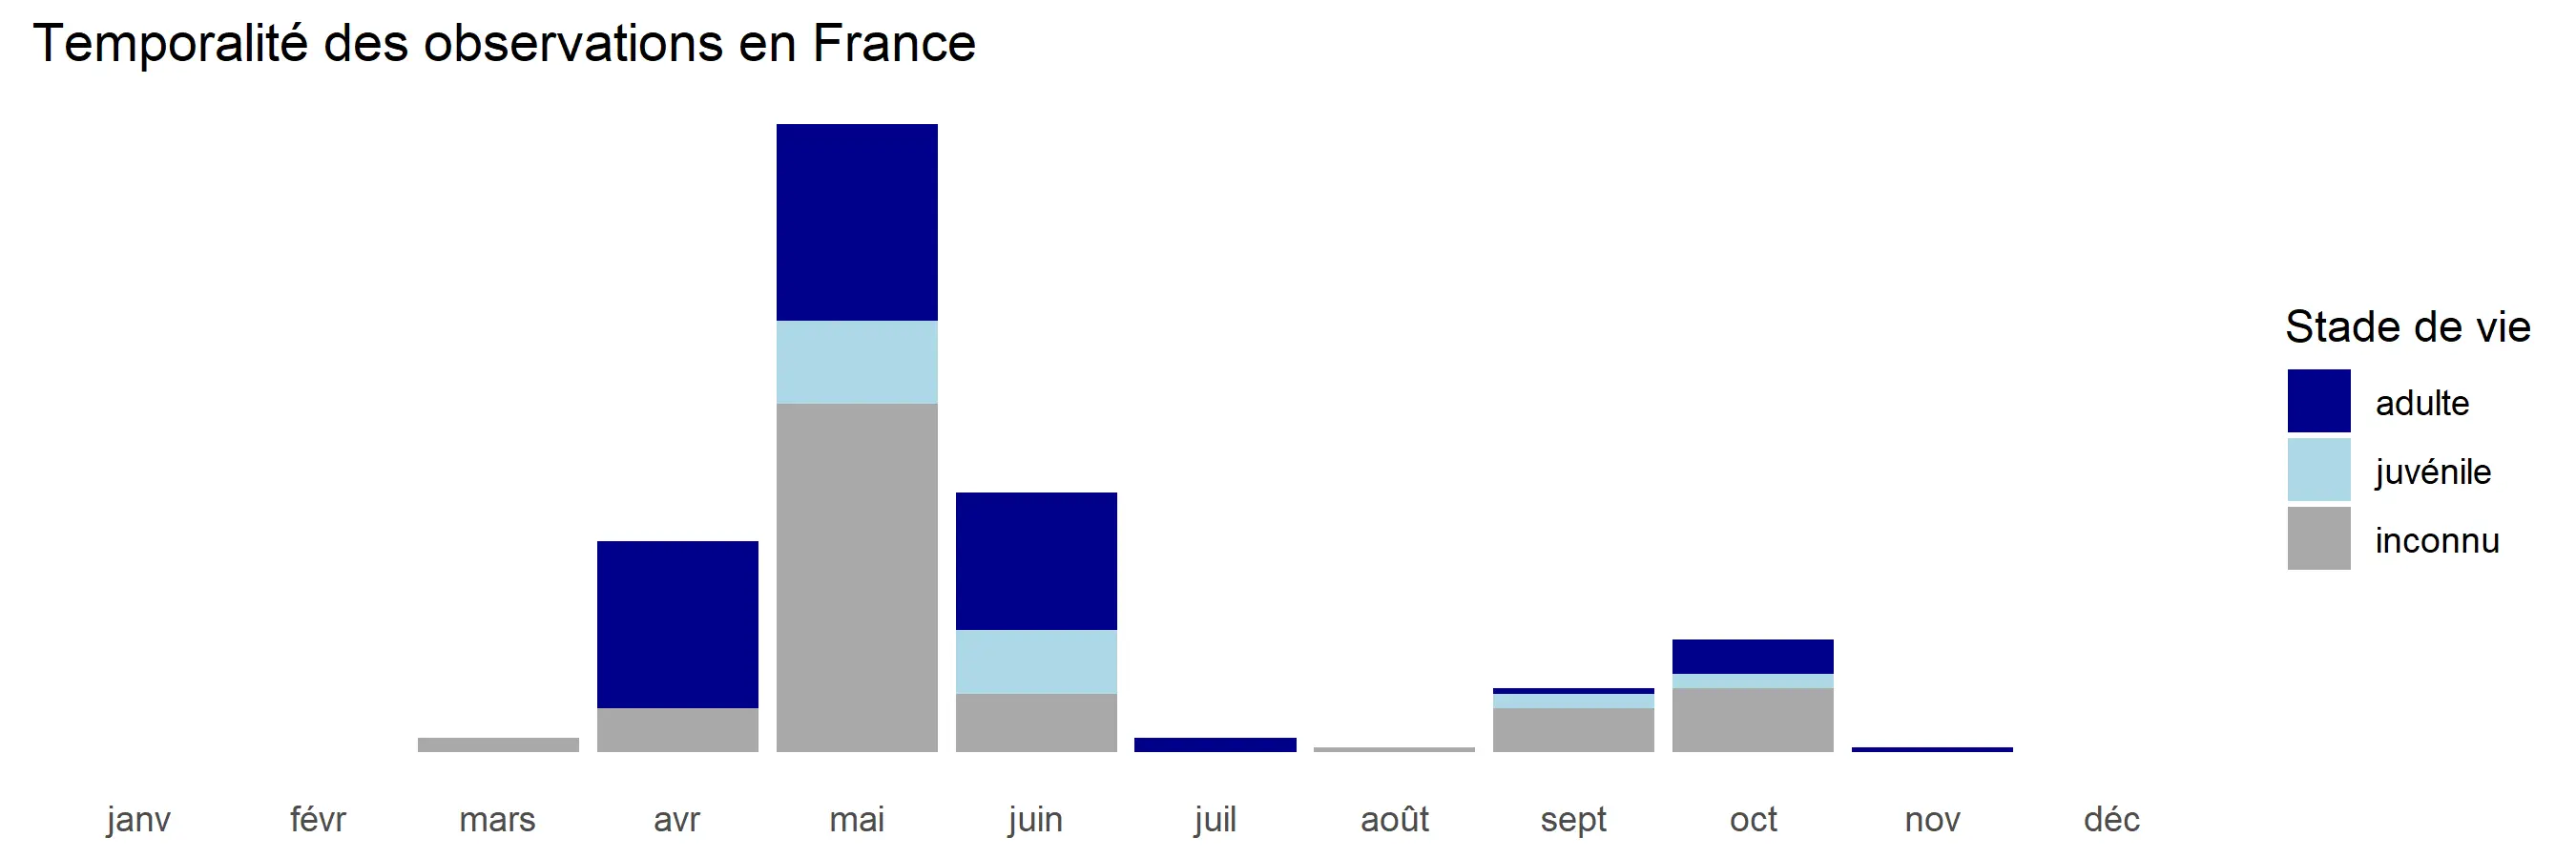 Temporalité des observations en France
Stade de vie
adulte
juvénile
inconnu
janv févr mars avr mai juin juil août sept oct nov déc